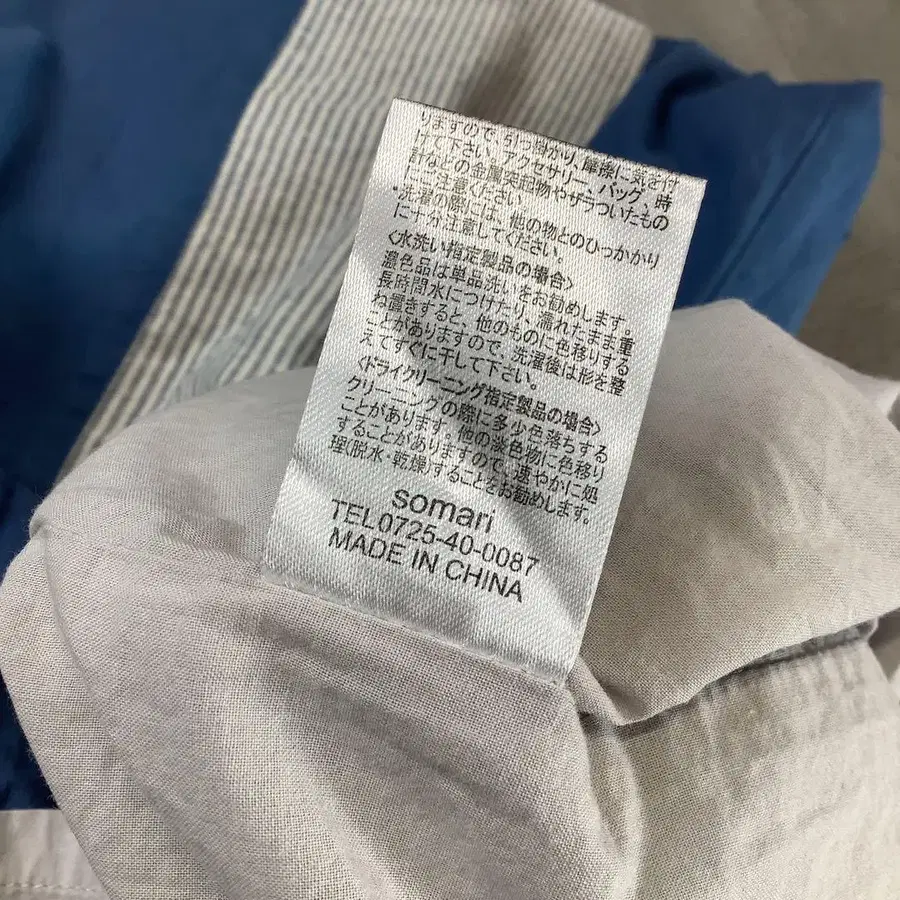 りますので、引っ掛かり、摩擦に気を付
けて下さい。アクセサリー、バッグ、時
計などの金属突起物やザラついたもの
にご注意ください。
・洗濯の際には、他の物とのひっかかり
に十分注意してください。
〈水洗い指定製品の場合〉
濃色品は単品洗いをお勧めします。
長時間水につけたり、濡れたまま重
ね置きすると、他のものに色移りする
ことがありますので、洗濯後は形を整
えてすぐに干して下さい。
〈ドライクリーニング指定製品の場合〉
クリーニングの際に多少色落ちする
ことがあります。他の淡色物に色移り
することがありますので、速やかに処
理(脱水・乾燥)することをお勧めします。
somari
TEL0725-40-0087
MADE IN CHINA